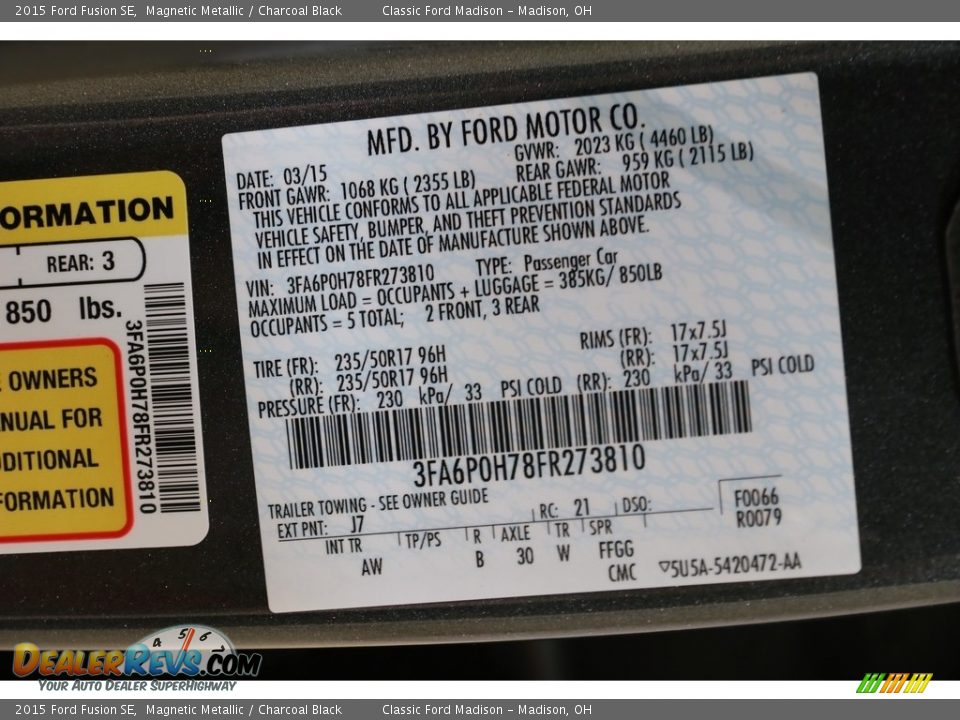 2015 Ford Fusion SE, Magnetic Metallic / Charcoal Black Classic Ford Madison - Madison, OH
MFD. BY FORD MOTOR CO.
DATE: 03/15 GVWR: 2023 KG ( 4460 LB)
FRONT GAWR: 1068 KG ( 2355 LB) REAR GAWR: 959 KG ( 2115 LB)
THIS VEHICLE CONFORMS TO ALL APPLICABLE FEDERAL MOTOR
VEHICLE SAFETY, BUMPER, AND THEFT PREVENTION STANDARDS
IN EFFECT ON THE DATE OF MANUFACTURE SHOWN ABOVE.
VIN: 3FA6P0H78FR273810 TYPE: Passenger Car
MAXIMUM LOAD = OCCUPANTS + LUGGAGE = 385KG/ 850LB
OCCUPANTS = 5 TOTAL; 2 FRONT, 3 REAR
TIRE (FR): 235/50R17 96H RIMS (FR): 17x7.5J
(RR): 235/50R17 96H (RR): 17x7.5J
PRESSURE (FR): 230 kPa/ 33 PSI COLD (RR): 230 kPa/ 33 PSI COLD
3FA6P0H78FR273810
TRAILER TOWING - SEE OWNER GUIDE
EXT PNT: J7 RC: 21 DSO: F0066
R0079
INT TR TP/PS R AXLE TR SPR
AW B 30 W FFGG
CMC 5U5A-5420472-AA
ORMATION
REAR: 3
850 lbs.
OWNERS
NUAL FOR
DITIONAL
FORMATION
3FA6P0H78FR273810
4 5 6
DEALERREVS.COM
YOUR AUTO DEALER SUPERHIGHWAY
2015 Ford Fusion SE, Magnetic Metallic / Charcoal Black Classic Ford Madison - Madison, OH